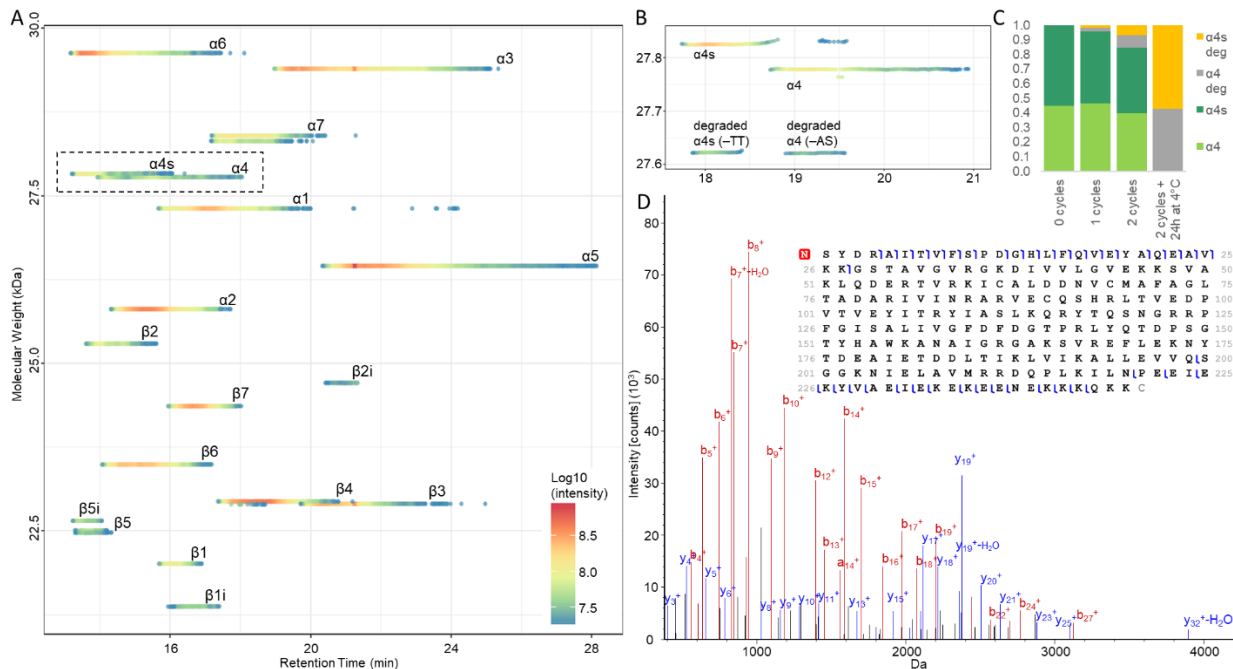 A
Molecular Weight (kDa)
30.0
27.5
25.0
22.5
α6
α3
α7
α4s
α4
α1
α5
α2
β2
β2i
β7
β6
β4
β3
β5i
β5
β1
β1i
Log10
(intensity)
8.5
8.0
7.5
16
20
24
28
Retention Time (min)
B
27.8
27.7
27.6
α4s
α4
degraded
α4s (–TT)
degraded
α4 (–AS)
18
19
20
21
C
1.0
0.9
0.8
0.7
0.6
0.5
0.4
0.3
0.2
0.1
0.0
0 cycles
1 cycles
2 cycles
2 cycles +
24h at 4°C
α4s
deg
α4
deg
α4s
α4
D
Intensity [counts] (10³)
80
70
60
50
40
30
20
10
0
N S Y D R A I T V F S P D G H L F Q V E Y A Q E A V 25
26 K K G S T A V G V R G K D I V V L G V E K K S V A
51 K L Q D E R T V R K I C A L D D N V C M A F A G L
76 T A D A R I V I N R A R V E C Q S H R L T V E D P 100
101 V T V E Y I T R Y I A S L K Q R Y T Q S N G R R P
126 F G I S A L I V G F D F D G T P R L Y Q T D P S G
151 T Y H A W K A N A I G R G A K S V R E F L E K N Y
176 T D E A I E T D D L T I K L V I K A L L E V V Q S 200
201 G G K N I E L A V M R R D Q P L K I L N P E E I E 225
226 K Y V A E I E K E K E E N E K K K Q K K C
y3+
y4+
b4+
b5+
y5+
b6+
y6+
b7+-H₂O
b7+
b8+
y8+
b9+
y9+
b10+
y10+
b12+
y11+
b13+
a14+
b14+
y13+
b15+
b16+
y15+
b17+
b18+
y17+
b19+
y18+
y19+
y19+-H₂O
y20+
b22+
y21+
b24+
y23+
y25+
b27+
y32+-H₂O
1000
2000
3000
4000
Da